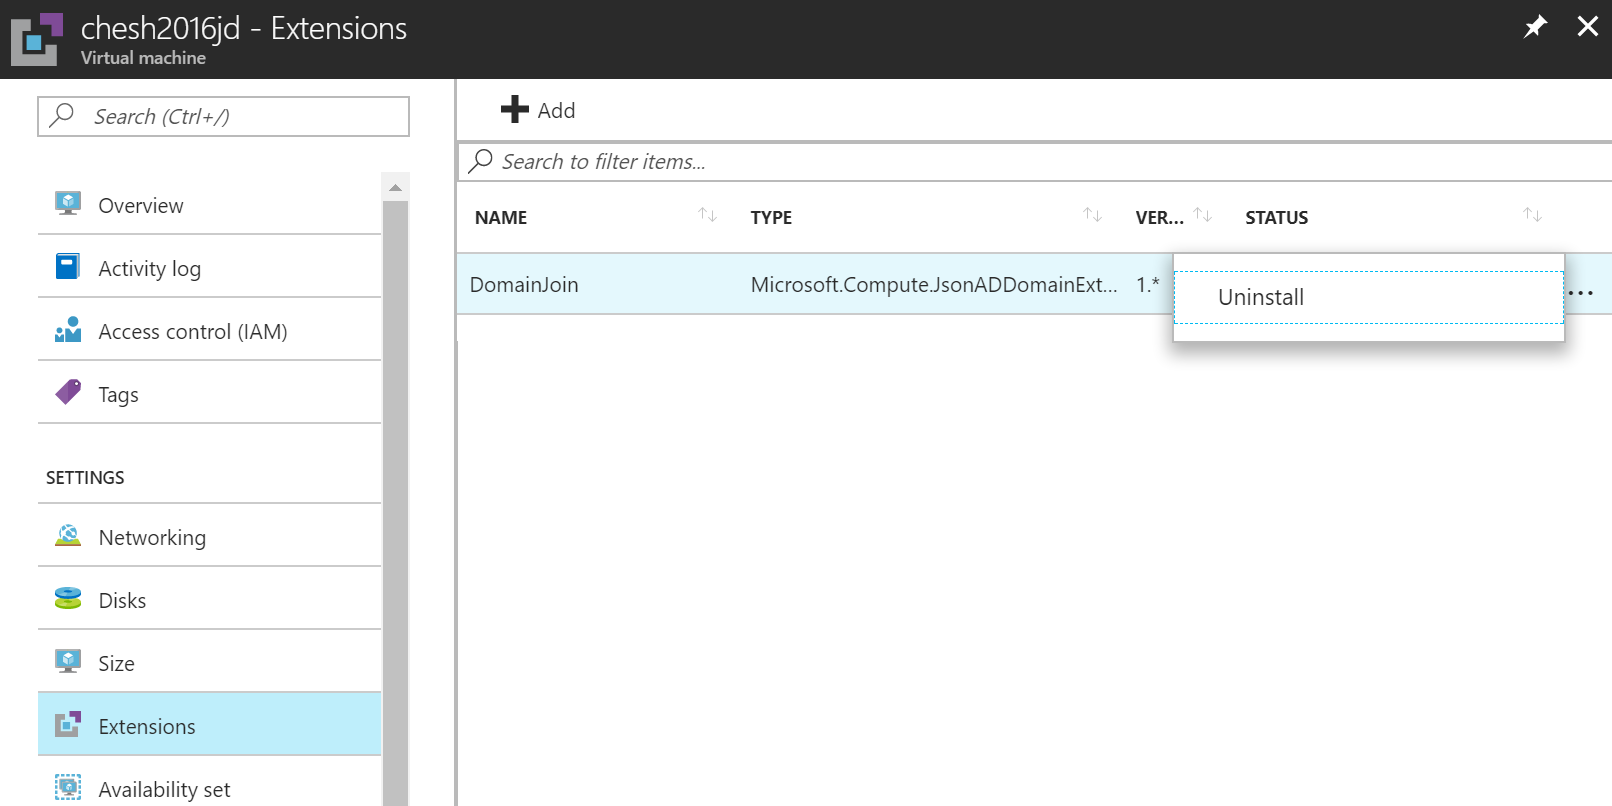 chesh2016jd - Extensions
Virtual machine
Search (Ctrl+/)
Overview
Activity log
Access control (IAM)
Tags
SETTINGS
Networking
Disks
Size
Extensions
Availability set
Add
Search to filter items...
NAME TYPE VER... STATUS
DomainJoin Microsoft.Compute.JsonADDomainExt... 1.* ...
Uninstall